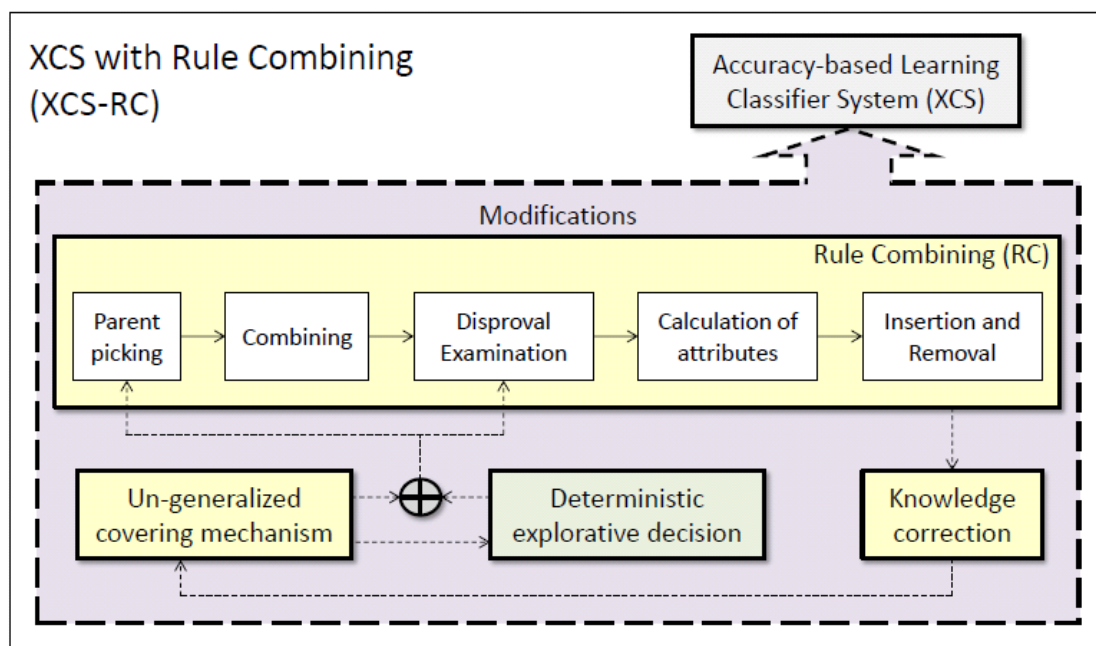 XCS with Rule Combining
(XCS-RC)
Accuracy-based Learning
Classifier System (XCS)
Modifications
Rule Combining (RC)
Parent
picking
Combining
Disproval
Examination
Calculation of
attributes
Insertion and
Removal
Un-generalized
covering mechanism
Deterministic
explorative decision
Knowledge
correction